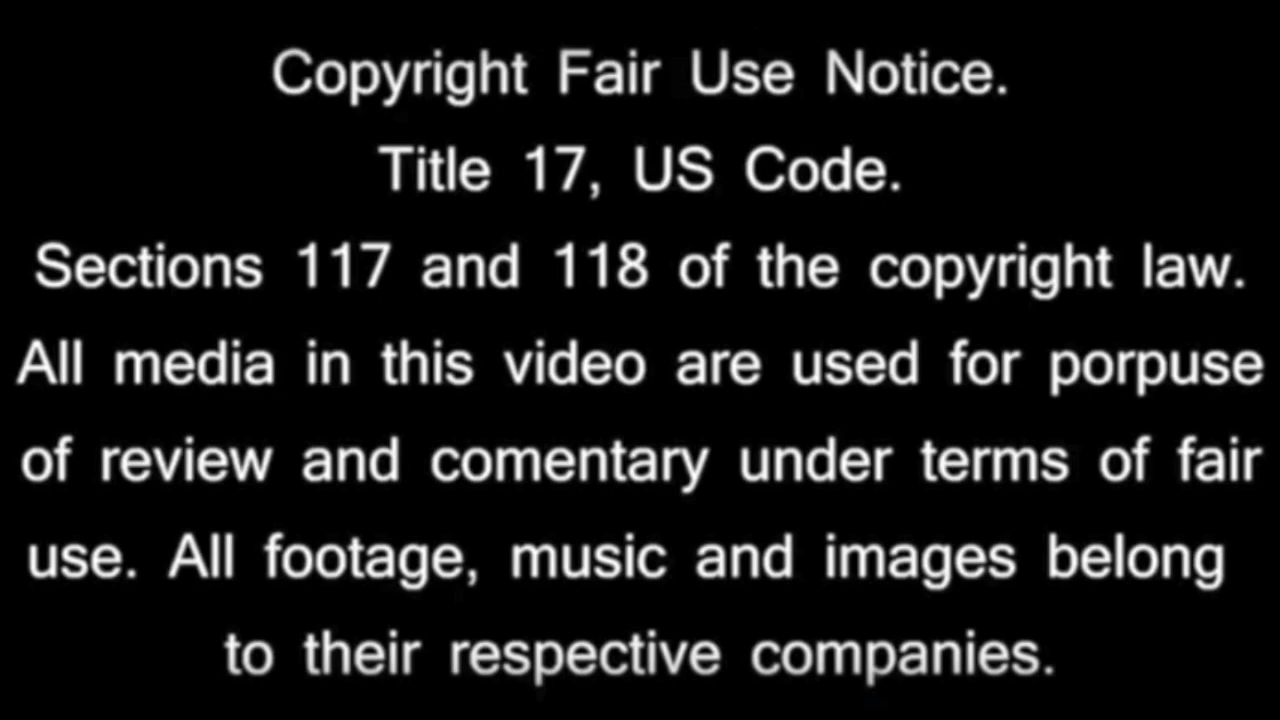 Copyright Fair Use Notice.
Title 17, US Code.
Sections 117 and 118 of the copyright law.
All media in this video are used for porpuse
of review and comentary under terms of fair
use. All footage, music and images belong
to their respective companies.